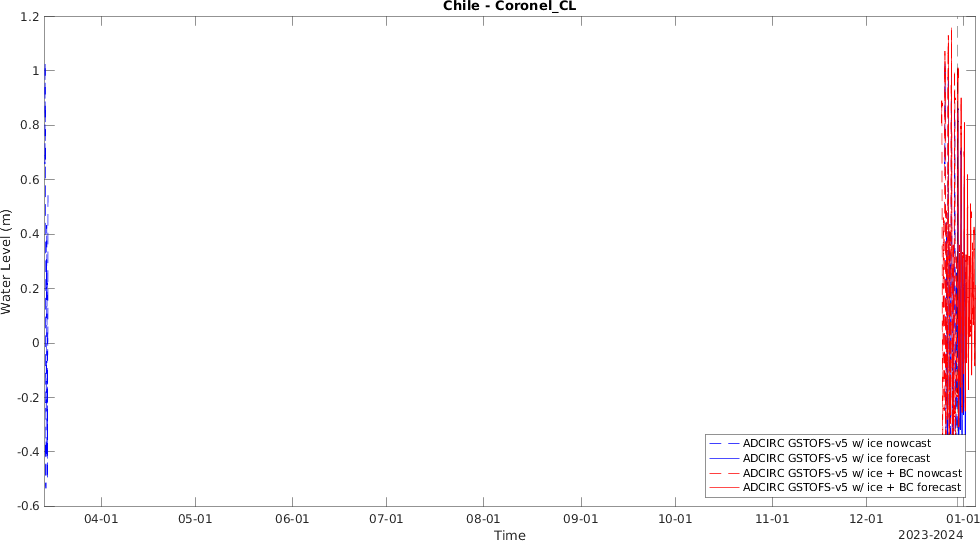 Chile - Coronel_CL
1.2
1
0.8
0.6
0.4
0.2
0
-0.2
-0.4
-0.6
Water Level (m)
ADCIRC GSTOFS-v5 w/ ice nowcast
ADCIRC GSTOFS-v5 w/ ice forecast
ADCIRC GSTOFS-v5 w/ ice + BC nowcast
ADCIRC GSTOFS-v5 w/ ice + BC forecast
04-01 05-01 06-01 07-01 08-01 09-01 10-01 11-01 12-01 01-01
Time
2023-2024